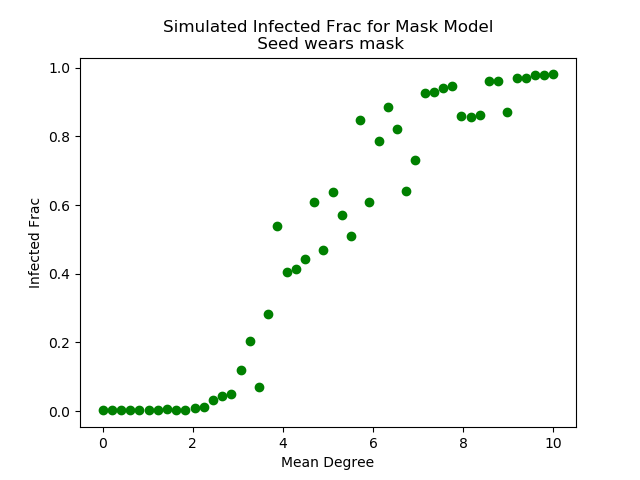 Simulated Infected Frac for Mask Model
Seed wears mask
1.0
0.8
0.6
0.4
0.2
0.0
Infected Frac
0 2 4 6 8 10
Mean Degree